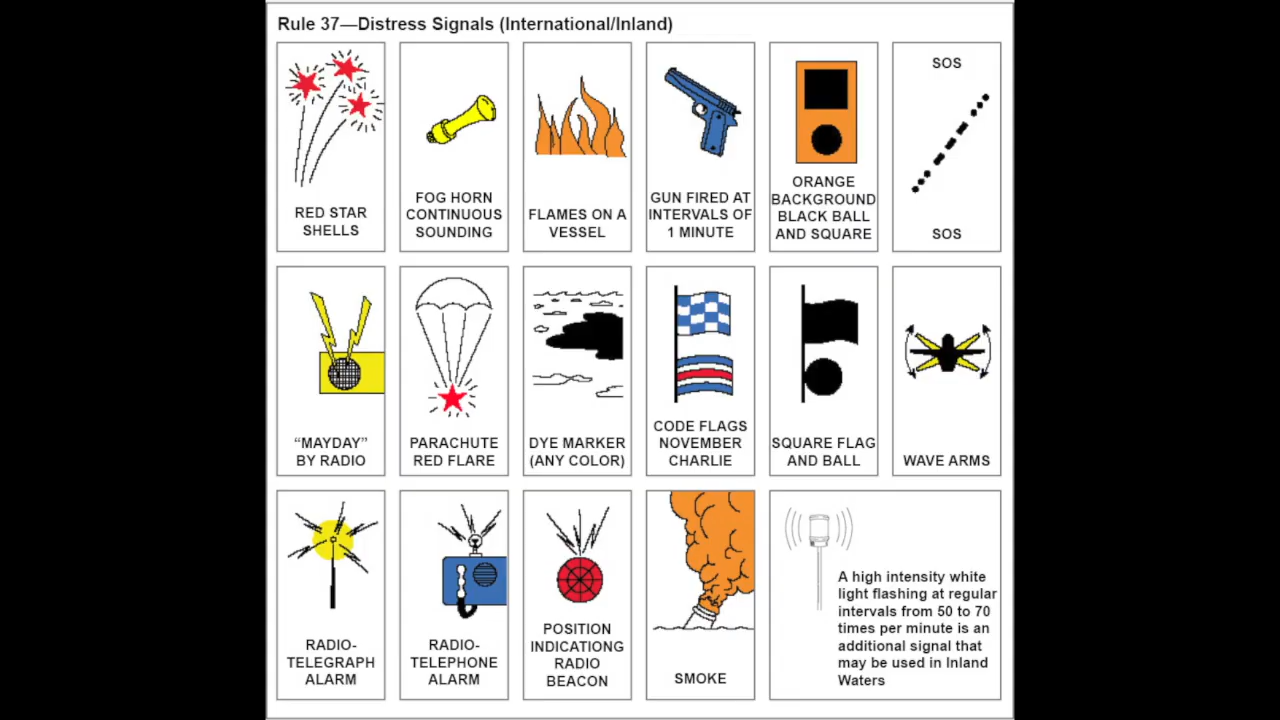 Rule 37—Distress Signals (International/Inland)
RED STAR
SHELLS
FOG HORN
CONTINUOUS
SOUNDING
FLAMES ON A
VESSEL
GUN FIRED AT
INTERVALS OF
1 MINUTE
ORANGE
BACKGROUND
BLACK BALL
AND SQUARE
SOS
SOS
“MAYDAY”
BY RADIO
PARACHUTE
RED FLARE
DYE MARKER
(ANY COLOR)
CODE FLAGS
NOVEMBER
CHARLIE
SQUARE FLAG
AND BALL
WAVE ARMS
RADIO-
TELEGRAPH
ALARM
RADIO-
TELEPHONE
ALARM
POSITION
INDICATIONG
RADIO
BEACON
SMOKE
A high intensity white
light flashing at regular
intervals from 50 to 70
times per minute is an
additional signal that
may be used in Inland
Waters